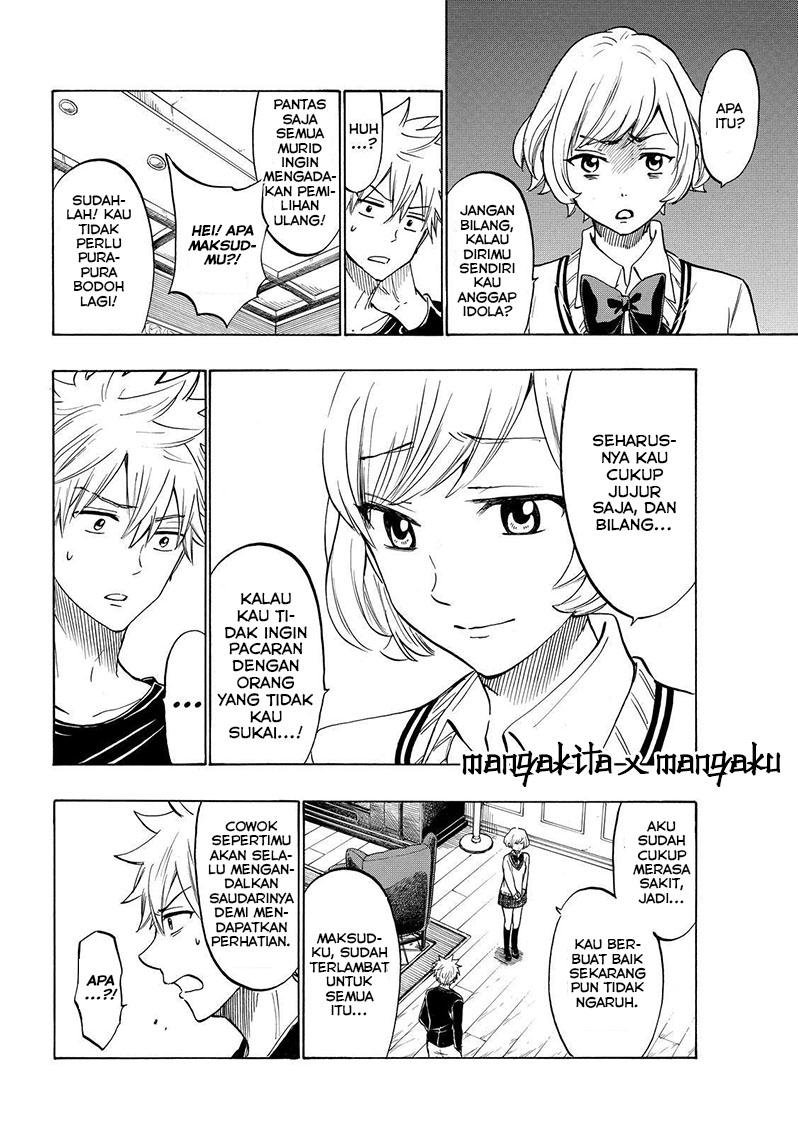 APA
ITU?
JANGAN
BILANG,
KALAU
DIRIMU
SENDIRI
KAU
ANGGAP
IDOLA?
HUH
...?
PANTAS
SAJA
SEMUA
MURID
INGIN
MENGADA-
KAN PEMI-
LIHAN
ULANG!
HEI! APA
MAKSUD-
MU?!
SUDAH-
LAH! KAU
TIDAK
PERLU
PURA-
PURA
BODOH
LAGI!
SEHARUS-
NYA KAU
CUKUP
JUJUR
SAJA, DAN
BILANG...
KALAU
KAU TI-
DAK INGIN
PACARAN
DENGAN
ORANG
YANG TIDAK
KAU
SUKAI...!
...
mangakita x mangaku
AKU
SUDAH
CUKUP
MERASA
SAKIT,
JADI...
KAU BER-
BUAT BAIK
SEKARANG
PUN TIDAK
NGARUH.
MAKSUD-
KU, SUDAH
TERLAMBAT
UNTUK
SEMUA
ITU...
COWOK
SEPERTIMU
AKAN SELA-
LU MENGAN-
DALKAN
SAUDARINYA
DEMI MEN-
DAPATKAN
PERHATIAN.
APA
...?!